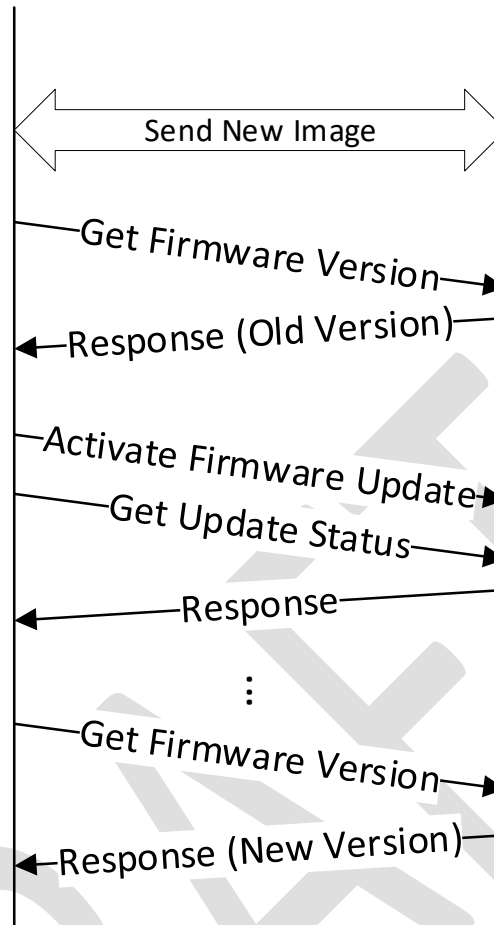 Send New Image
Get Firmware Version
Response (Old Version)
Activate Firmware Update
Get Update Status
Response
...
Get Firmware Version
Response (New Version)